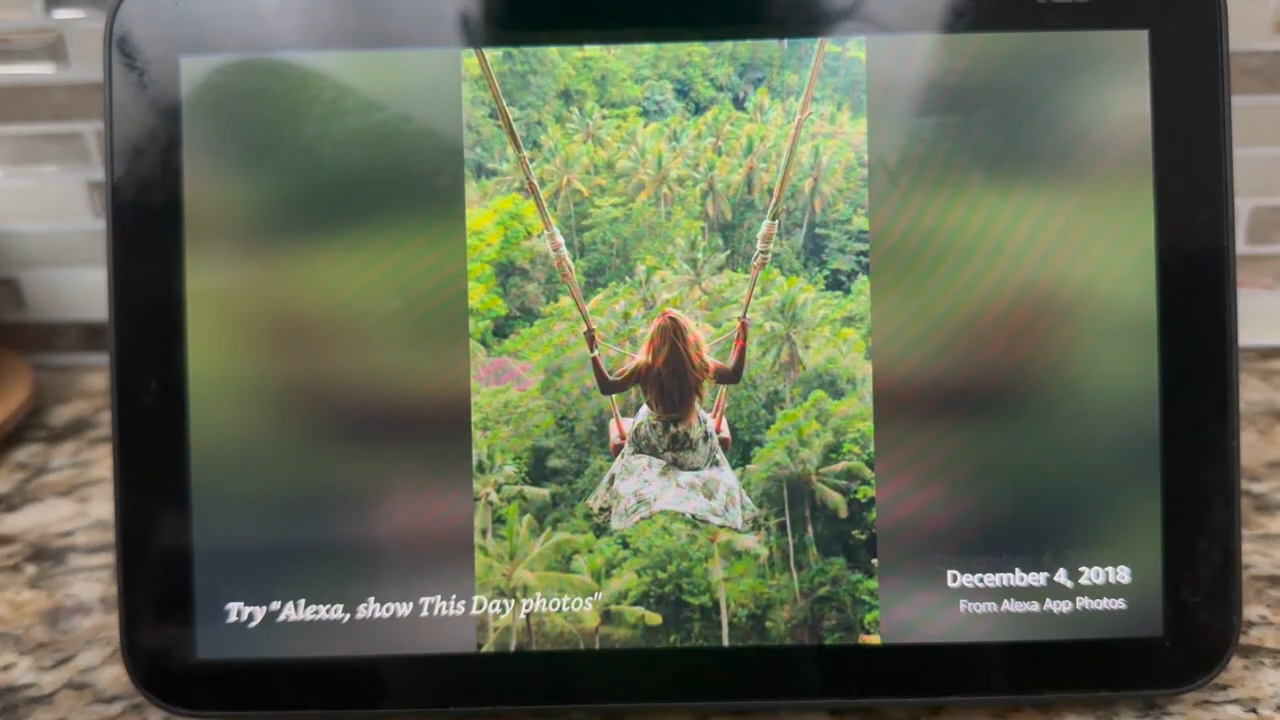 Try "Alexa, show This Day photos"
December 4, 2018
From Alexa App Photos